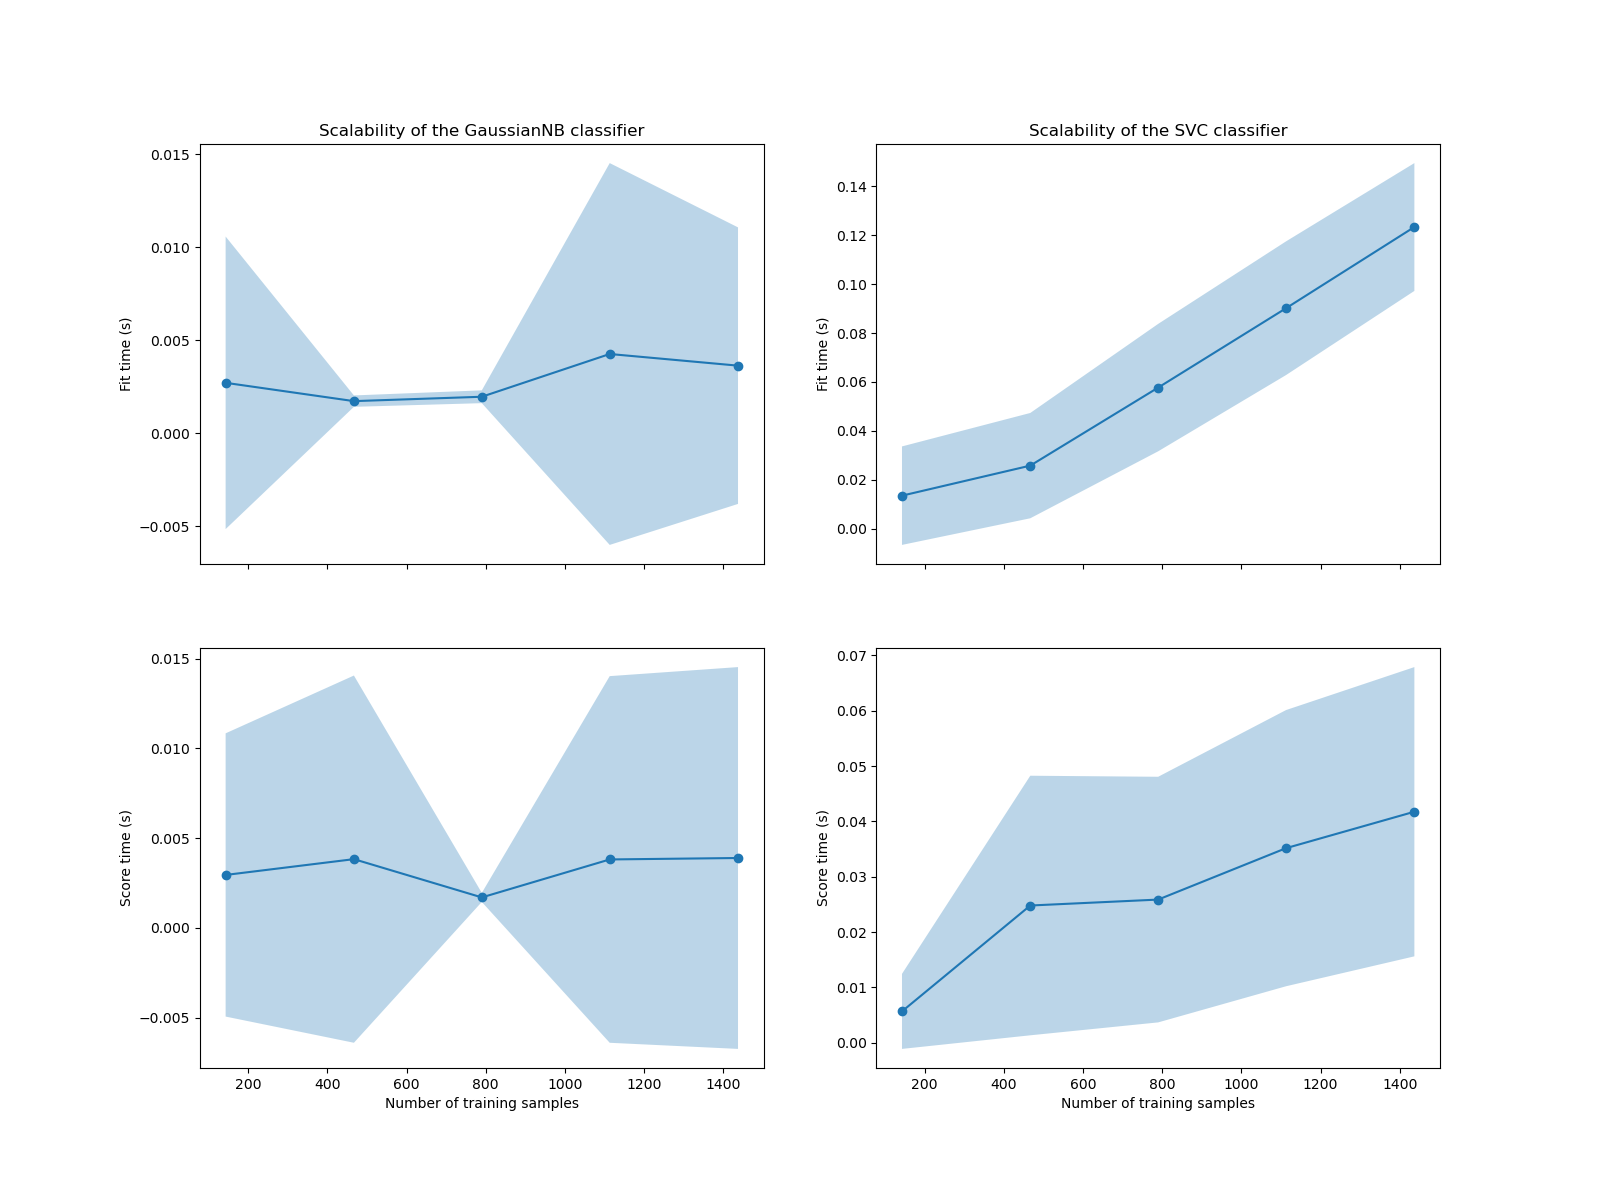 Scalability of the GaussianNB classifier
0.015
0.010
0.005
0.000
−0.005
Fit time (s)
Scalability of the SVC classifier
0.14
0.12
0.10
0.08
0.06
0.04
0.02
0.00
Fit time (s)
0.015
0.010
0.005
0.000
−0.005
Score time (s)
200 400 600 800 1000 1200 1400
Number of training samples
0.07
0.06
0.05
0.04
0.03
0.02
0.01
0.00
Score time (s)
200 400 600 800 1000 1200 1400
Number of training samples